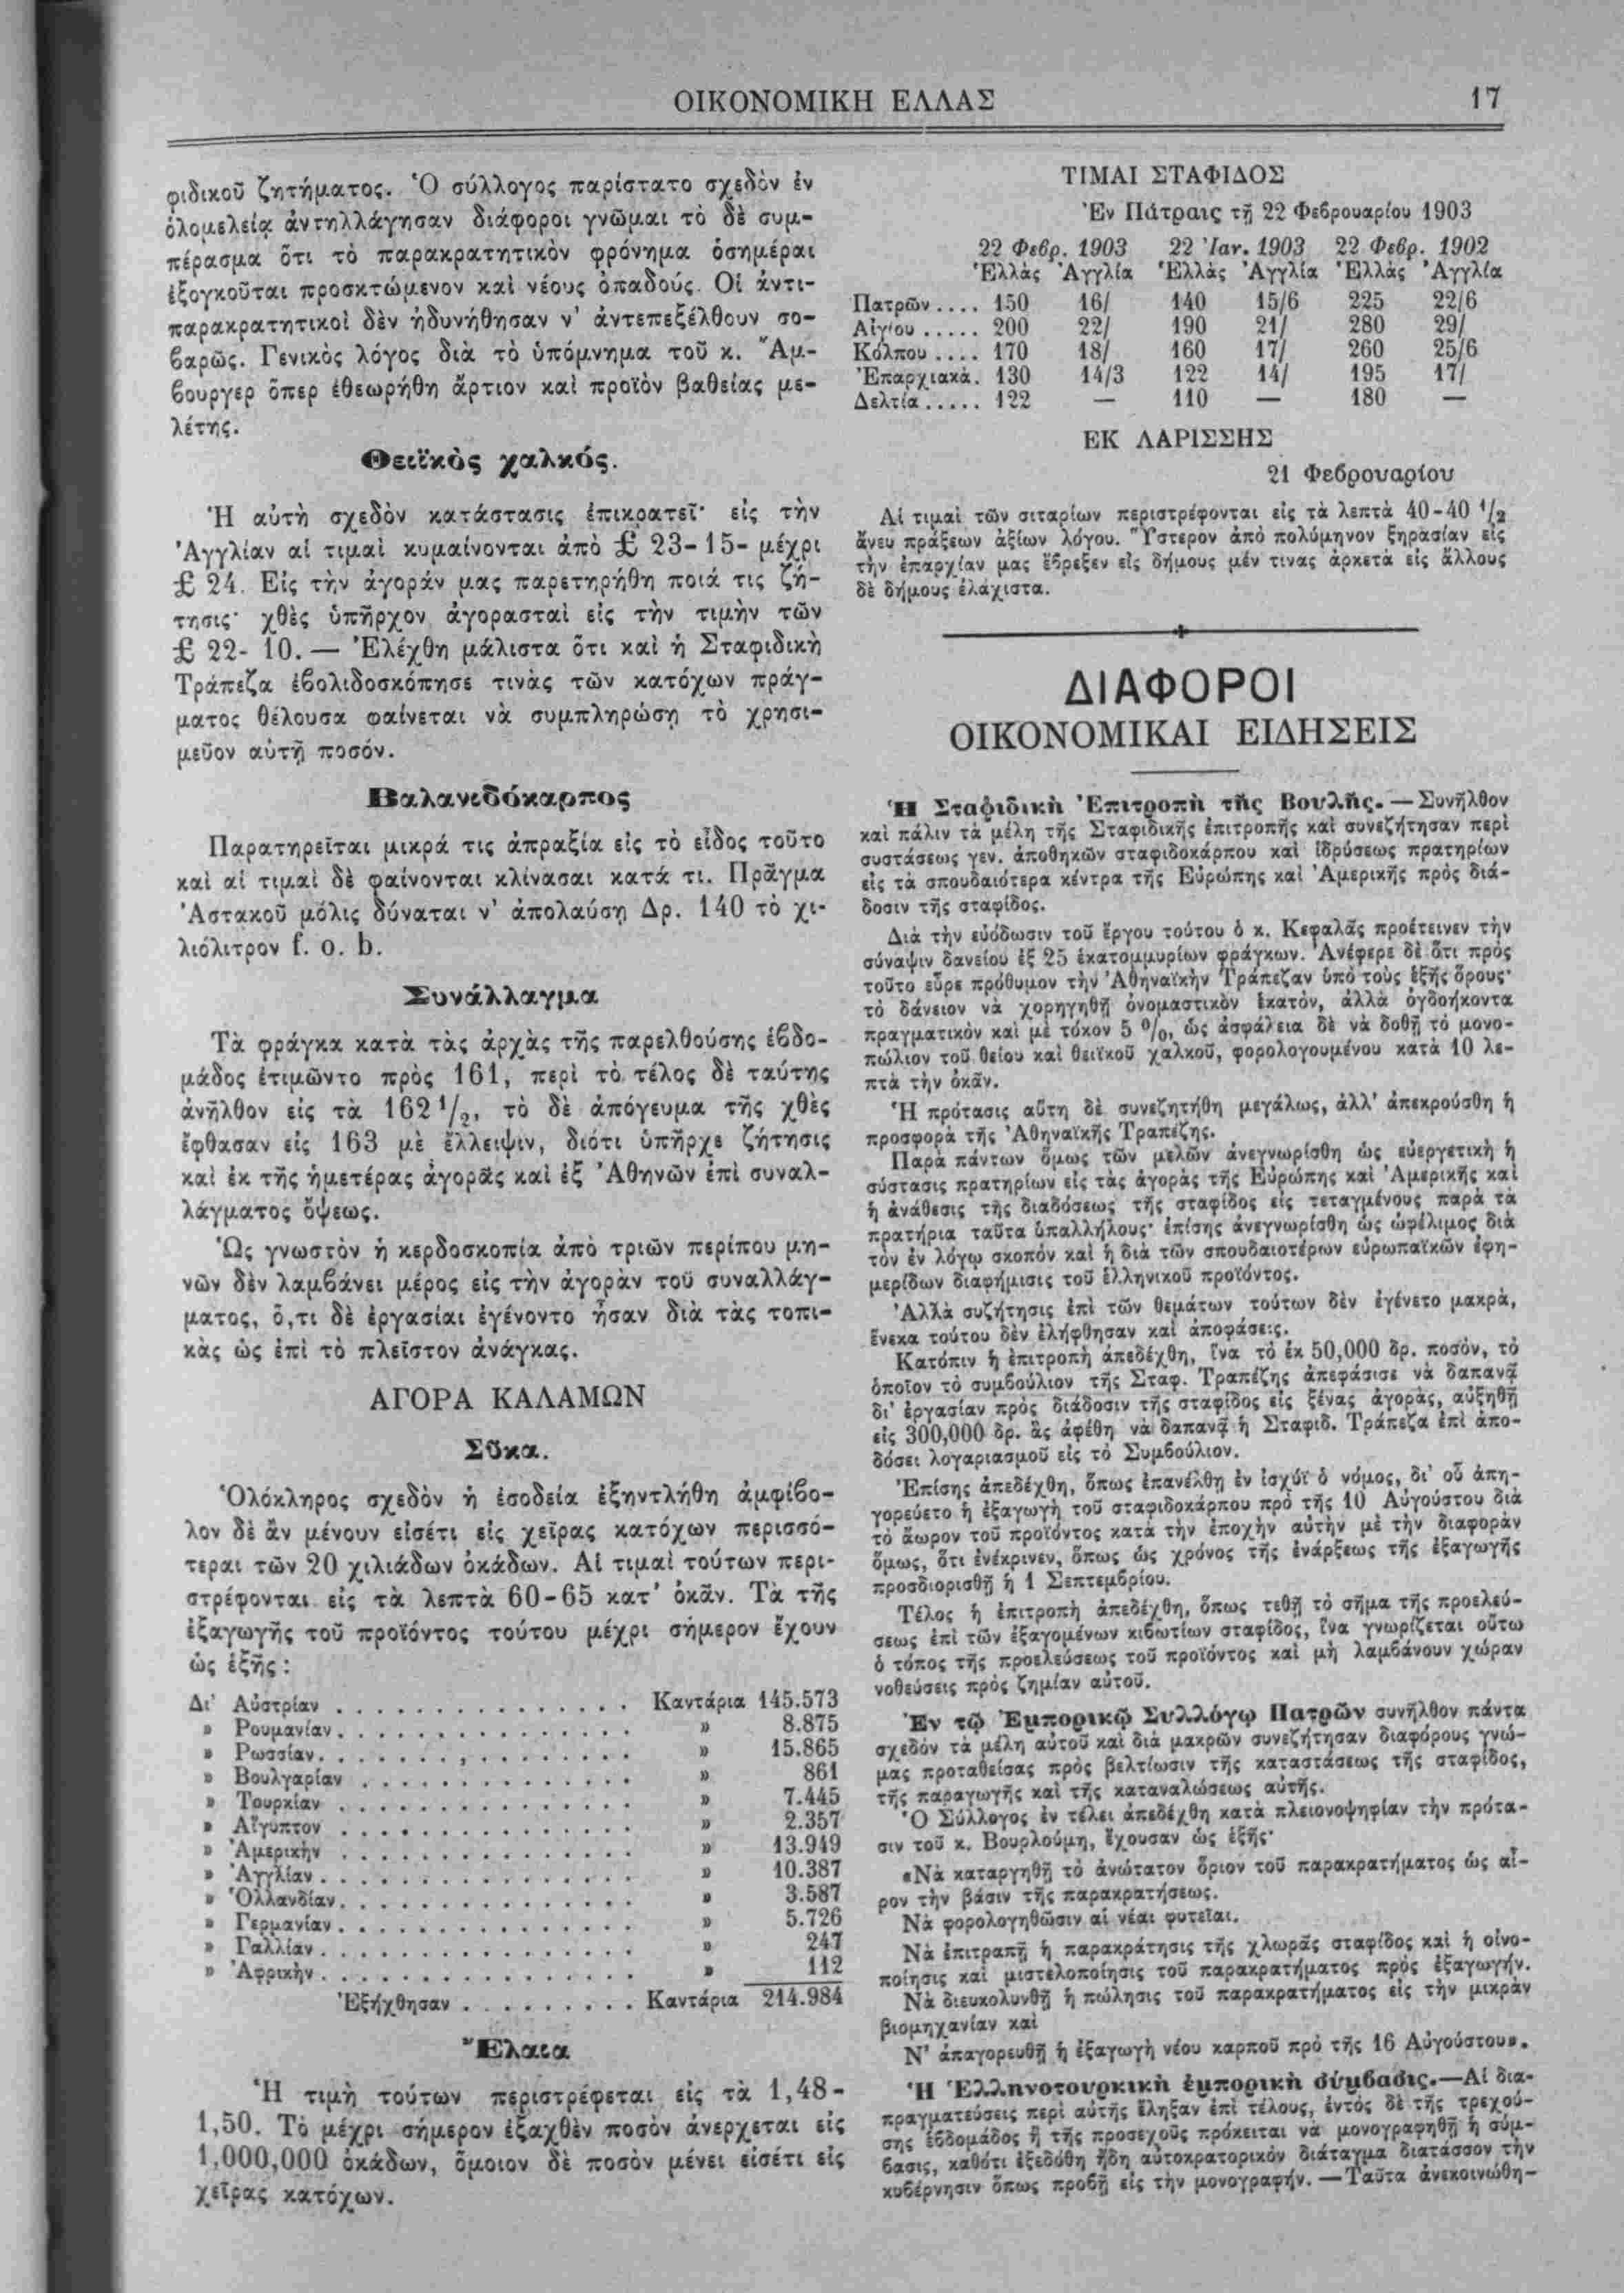 ΟΙΚΟΝΟΜΙΚΗ ΕΛΛΑΣ
17
φιδικοῦ ζητήματος. Ὁ σύλλογος παρίστατο σχεδὸν ἐν
ὁλομελείᾳ ἀντηλλάγησαν διάφοροι γνῶμαι τὸ δὲ συμ-
πέρασμα ὅτι τὸ παρακρατητικὸν φρόνημα ὁσημέραι
ἐξογκοῦται προσκτώμενον καὶ νέους ὀπαδούς. Οἱ ἀντι-
παρακρατητικοὶ δὲν ἠδυνήθησαν ν' ἀντεπεξέλθουν σο-
βαρῶς. Γενικὸς λόγος διὰ τὸ ὑπόμνημα τοῦ κ. Ἄμ-
βουργερ ὅπερ ἐθεωρήθη ἄρτιον καὶ προϊὸν βαθείας με-
λέτης.
Θειϊκὸς χαλκός.
Ἡ αὐτὴ σχεδὸν κατάστασις ἐπικρατεῖ· εἰς τὴν
Ἀγγλίαν αἱ τιμαὶ κυμαίνονται ἀπὸ £ 23-15- μέχρι
£ 24. Εἰς τὴν ἀγοράν μας παρετηρήθη ποιά τις ζή-
τησις· χθὲς ὑπῆρχον ἀγορασταὶ εἰς τὴν τιμὴν τῶν
£ 22- 10.— Ἐλέχθη μάλιστα ὅτι καὶ ἡ Σταφιδικὴ
Τράπεζα ἐβολιδοσκόπησε τινὰς τῶν κατόχων πράγ-
ματος θέλουσα φαίνεται νὰ συμπληρώσῃ τὸ χρησι-
μεῦον αὐτῇ ποσόν.
Βαλανιδόκαρπος
Παρατηρεῖται μικρά τις ἀπραξία εἰς τὸ εἶδος τοῦτο
καὶ αἱ τιμαὶ δὲ φαίνονται κλίνασαι κατά τι. Πρᾶγμα
Ἀστακοῦ μόλις δύναται ν' ἀπολαύσῃ Δρ. 140 τὸ χι-
λιόλιτρον f. o. b.
Συνάλλαγμα
Τὰ φράγκα κατὰ τὰς ἀρχὰς τῆς παρελθούσης ἑβδο-
μάδος ἐτιμῶντο πρὸς 161, περὶ τὸ τέλος δὲ ταύτης
ἀνῆλθον εἰς τὰ 162 1/2, τὸ δὲ ἀπόγευμα τῆς χθὲς
ἔφθασαν εἰς 163 μὲ ἔλλειψιν, διότι ὑπῆρχε ζήτησις
καὶ ἐκ τῆς ἡμετέρας ἀγορᾶς καὶ ἐξ Ἀθηνῶν ἐπὶ συναλ-
λάγματος ὄψεως.
Ὡς γνωστὸν ἡ κερδοσκοπία ἀπὸ τριῶν περίπου μη-
νῶν δὲν λαμβάνει μέρος εἰς τὴν ἀγορὰν τοῦ συναλλάγ-
ματος, ὅ,τι δὲ ἐργασίαι ἐγένοντο ἦσαν διὰ τὰς τοπι-
κὰς ὡς ἐπὶ τὸ πλεῖστον ἀνάγκας.
ΑΓΟΡΑ ΚΑΛΑΜΩΝ
Σῦκα.
Ὁλόκληρος σχεδὸν ἡ ἐσοδεία ἐξηντλήθη ἀμφίβο-
λον δὲ ἂν μένουν εἰσέτι εἰς χεῖρας κατόχων περισσό-
τεραι τῶν 20 χιλιάδων ὀκάδων. Αἱ τιμαὶ τούτων περι-
στρέφονται εἰς τὰ λεπτὰ 60-65 κατ' ὀκᾶν. Τὰ τῆς
ἐξαγωγῆς τοῦ προϊόντος τούτου μέχρι σήμερον ἔχουν
ὡς ἑξῆς :
Δι' Αὐστρίαν . . . . . . . . . . . . . . . Καντάρια 145.573
» Ρουμανίαν . . . . . . . . . . . . . . . » 8.875
» Ρωσσίαν . . . . . . . . . . . . . . . » 15.865
» Βουλγαρίαν . . . . . . . . . . . . . . . » 861
» Τουρκίαν . . . . . . . . . . . . . . . » 7.445
» Αἴγυπτον . . . . . . . . . . . . . . . » 2.357
» Ἀμερικὴν . . . . . . . . . . . . . . . » 13.949
» Ἀγγλίαν . . . . . . . . . . . . . . . » 10.387
» Ὁλλανδίαν . . . . . . . . . . . . . . . » 3.587
» Γερμανίαν . . . . . . . . . . . . . . . » 5.726
» Γαλλίαν . . . . . . . . . . . . . . . » 247
» Ἀφρικὴν . . . . . . . . . . . . . . . » 112
Ἐξήχθησαν . . . . . . . . . Καντάρια 214.984
Ἔλαια
Ἡ τιμὴ τούτων περιστρέφεται εἰς τὰ 1,48-
1,50. Τὸ μέχρι σήμερον ἐξαχθὲν ποσὸν ἀνερχεται εἰς
1,000,000 ὀκάδων, ὅμοιον δὲ ποσὸν μένει εἰσέτι εἰς
χεῖρας κατόχων.
ΤΙΜΑΙ ΣΤΑΦΙΔΟΣ
Ἐν Πάτραις τῇ 22 Φεβρουαρίου 1903
22 Φεβρ. 1903 22 Ἰαν. 1903 22 Φεβρ. 1902
Ἑλλὰς Ἀγγλία Ἑλλὰς Ἀγγλία Ἑλλὰς Ἀγγλία
Πατρῶν .... 150 16/ 140 15/6 225 22/6
Αἰγίου ..... 200 22/ 190 21/ 280 29/
Κόλπου .... 170 18/ 160 17/ 260 25/6
Ἐπαρχιακὰ. 130 14/3 122 14/ 195 17/
Δελτία ..... 122 — 110 — 180 —
ΕΚ ΛΑΡΙΣΣΗΣ
21 Φεβρουαρίου
Αἱ τιμαὶ τῶν σιταρίων περιστρέφονται εἰς τὰ λεπτὰ 40-40 1/2
ἄνευ πράξεων ἀξίων λόγου. Ὕστερον ἀπὸ πολύμηνον ξηρασίαν εἰς
τὴν ἐπαρχίαν μας ἔβρεξεν εἰς δήμους μέν τινας ἀρκετὰ εἰς ἄλλους
δὲ δήμους ἐλάχιστα.
ΔΙΑΦΟΡΟΙ
ΟΙΚΟΝΟΜΙΚΑΙ ΕΙΔΗΣΕΙΣ
Ἡ Σταφιδικὴ Ἐπιτροπὴ τῆς Βουλῆς. — Συνῆλθον
καὶ πάλιν τὰ μέλη τῆς Σταφιδικῆς ἐπιτροπῆς καὶ συνεζήτησαν περὶ
συστάσεως γεν. ἀποθηκῶν σταφιδοκάρπου καὶ ἱδρύσεως πρατηρίων
εἰς τὰ σπουδαιότερα κέντρα τῆς Εὐρώπης καὶ Ἀμερικῆς πρὸς διά-
δοσιν τῆς σταφίδος.
Διὰ τὴν εὐόδωσιν τοῦ ἔργου τούτου ὁ κ. Κεφαλᾶς προέτεινεν τὴν
σύναψιν δανείου ἐξ 25 ἑκατομμυρίων φράγκων. Ἀνέφερε δὲ ὅτι πρὸς
τοῦτο εὗρε πρόθυμον τὴν Ἀθηναϊκὴν Τράπεζαν ὑπὸ τοὺς ἑξῆς ὅρους·
τὸ δάνειον νὰ χορηγηθῇ ὀνομαστικὸν ἑκατόν, ἀλλὰ ὀγδοήκοντα
πραγματικὸν καὶ μὲ τόκον 5 %, ὡς ἀσφάλεια δὲ νὰ δοθῇ τὸ μονο-
πώλιον τοῦ θείου καὶ θειϊκοῦ χαλκοῦ, φορολογουμένου κατὰ 10 λε-
πτὰ τὴν ὀκᾶν.
Ἡ πρότασις αὕτη δὲ συνεζητήθη μεγάλως, ἀλλ' ἀπεκρούσθη ἡ
προσφορὰ τῆς Ἀθηναϊκῆς Τραπέζης.
Παρὰ πάντων ὅμως τῶν μελῶν ἀνεγνωρίσθη ὡς εὐεργετικὴ ἡ
σύστασις πρατηρίων εἰς τὰς ἀγορὰς τῆς Εὐρώπης καὶ Ἀμερικῆς καὶ
ἡ ἀνάθεσις τῆς διαδόσεως τῆς σταφίδος εἰς τεταγμένους παρὰ τὰ
πρατήρια ταῦτα ὑπαλλήλους· ἐπίσης ἀνεγνωρίσθη ὡς ὠφέλιμος διὰ
τὸν ἐν λόγῳ σκοπόν καὶ ἡ διὰ τῶν σπουδαιοτέρων εὐρωπαϊκῶν ἐφη-
μερίδων διαφήμισις τοῦ ἑλληνικοῦ προϊόντος.
Ἀλλὰ συζήτησις ἐπὶ τῶν θεμάτων τούτων δὲν ἐγένετο μακρὰ,
ἕνεκα τούτου δὲν ἐλήφθησαν καὶ ἀποφάσεις.
Κατόπιν ἡ ἐπιτροπὴ ἀπεδέχθη, ἵνα τὸ ἐκ 50,000 δρ. ποσόν, τὸ
ὁποῖον τὸ συμβούλιον τῆς Σταφ. Τραπέζης ἀπεφάσισε νὰ δαπανᾷ
δι' ἐργασίαν πρὸς διάδοσιν τῆς σταφίδος εἰς ξένας ἀγορὰς, αὐξηθῇ
εἰς 300,000 δρ. ἃς ἀφέθη νὰ δαπανᾷ ἡ Σταφιδ. Τράπεζα ἐπὶ ἀπο-
δόσει λογαριασμοῦ εἰς τὸ Συμβούλιον.
Ἐπίσης ἀπεδέχθη, ὅπως ἐπανέλθῃ ἐν ἰσχύϊ ὁ νόμος, δι' οὗ ἀπη-
γορεύετο ἡ ἐξαγωγὴ τοῦ σταφιδοκάρπου πρὸ τῆς 10 Αὐγούστου διὰ
τὸ ἄωρον τοῦ προϊόντος κατὰ τὴν ἐποχὴν αὐτὴν μὲ τὴν διαφορὰν
ὅμως, ὅτι ἐνέκρινεν, ὅπως ὡς χρόνος τῆς ἐνάρξεως τῆς ἐξαγωγῆς
προσδιορισθῇ ἡ 1 Σεπτεμβρίου.
Τέλος ἡ ἐπιτροπὴ ἀπεδέχθη, ὅπως τεθῇ τὸ σῆμα τῆς προελεύ-
σεως ἐπὶ τῶν ἐξαγομένων κιβωτίων σταφίδος, ἵνα γνωρίζεται οὕτω
ὁ τόπος τῆς προελεύσεως τοῦ προϊόντος καὶ μὴ λαμβάνουν χώραν
νοθεύσεις πρὸς ζημίαν αὐτοῦ.
Ἐν τῷ Ἐμπορικῷ Συλλόγῳ Πατρῶν συνῆλθον πάντα
σχεδὸν τὰ μέλη αὐτοῦ καὶ διὰ μακρῶν συνεζήτησαν διαφόρους γνώ-
μας προταθείσας πρὸς βελτίωσιν τῆς καταστάσεως τῆς σταφίδος,
τῆς παραγωγῆς καὶ τῆς καταναλώσεως αὐτῆς.
Ὁ Σύλλογος ἐν τέλει ἀπεδέχθη κατὰ πλειονοψηφίαν τὴν πρότα-
σιν τοῦ κ. Βουρλούμη, ἔχουσαν ὡς ἑξῆς·
«Νὰ καταργηθῇ τὸ ἀνώτατον ὅριον τοῦ παρακρατήματος ὡς αἶ-
ρον τὴν βάσιν τῆς παρακρατήσεως.
Νὰ φορολογηθῶσιν αἱ νέαι φυτεῖαι.
Νὰ ἐπιτραπῇ ἡ παρακράτησις τῆς χλωρᾶς σταφίδος καὶ ἡ οἰνο-
ποίησις καὶ μιστελοποίησις τοῦ παρακρατήματος πρὸς ἐξαγωγήν.
Νὰ διευκολυνθῇ ἡ πώλησις τοῦ παρακρατήματος εἰς τὴν μικρὰν
βιομηχανίαν καὶ
Ν' ἀπαγορευθῇ ἡ ἐξαγωγὴ νέου καρποῦ πρὸ τῆς 16 Αὐγούστου».
Ἡ Ἑλληνοτουρκικὴ ἐμπορικὴ σύμβασις.—Αἱ δια-
πραγματεύσεις περὶ αὐτῆς ἔληξαν ἐπὶ τέλους, ἐντὸς δὲ τῆς τρεχού-
σης ἑβδομάδος ἢ τῆς προσεχοῦς πρόκειται νὰ μονογραφηθῇ ἡ σύμ-
βασις, καθότι ἐξεδόθη ἤδη αὐτοκρατορικὸν διάταγμα διατάσσον τὴν
κυβέρνησιν ὅπως προβῇ εἰς τὴν μονογραφήν. — Ταῦτα ἀνεκοινώθη-